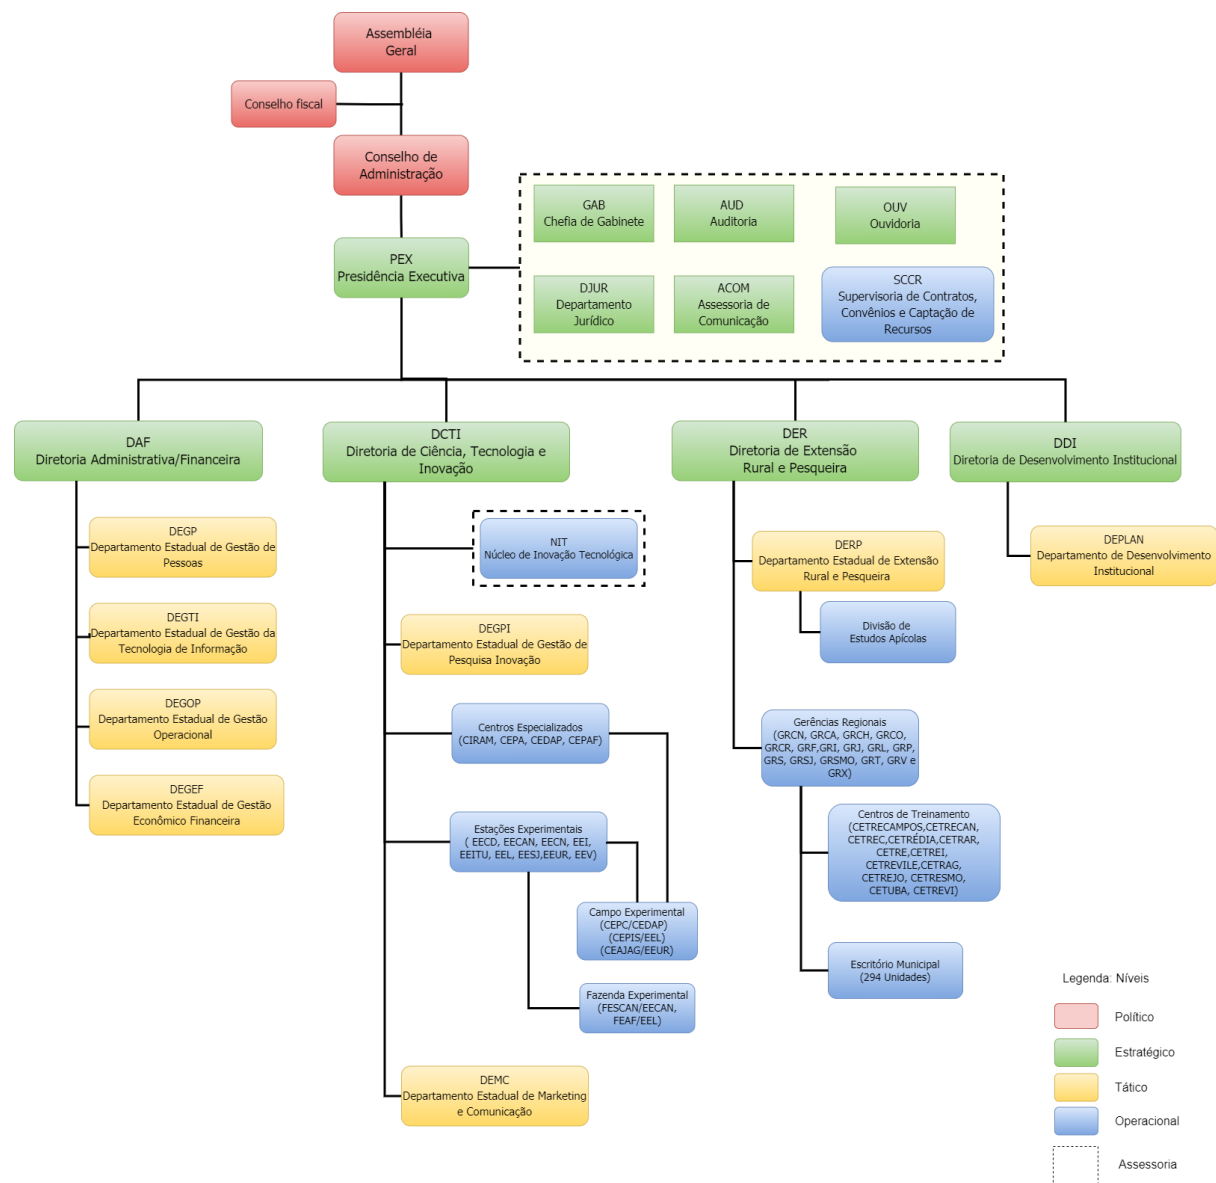 Assembléia
Geral
Conselho fiscal
Conselho de
Administração
PEX
Presidência Executiva
GAB
Chefia de Gabinete
AUD
Auditoria
OUV
Ouvidoria
DJUR
Departamento
Jurídico
ACOM
Assessoria de
Comunicação
SCCR
Supervisoria de Contratos,
Convênios e Captação de
Recursos
DAF
Diretoria Administrativa/Financeira
DEGP
Departamento Estadual de Gestão de
Pessoas
DEGTI
Departamento Estadual de Gestão da
Tecnologia de Informação
DEGOP
Departamento Estadual de Gestão
Operacional
DEGEF
Departamento Estadual de Gestão
Econômico Financeira
DCTI
Diretoria de Ciência, Tecnologia e
Inovação
NIT
Núcleo de Inovação Tecnológica
DEGPI
Departamento Estadual de Gestão de
Pesquisa Inovação
Centros Especializados
(CIRAM, CEPA, CEDAP, CEPAF)
Estações Experimentais
( EECD, EECAN, EECN, EEI,
EEITU, EEL, EESJ,EEUR, EEV)
Campo Experimental
(CEPC/CEDAP)
(CEPIS/EEL)
(CEAJAG/EEUR)
Fazenda Experimental
(FESCAN/EECAN,
FEAF/EEL)
DEMC
Departamento Estadual de Marketing
e Comunicação
DER
Diretoria de Extensão
Rural e Pesqueira
DERP
Departamento Estadual de Extensão
Rural e Pesqueira
Divisão de
Estudos Apícolas
Gerências Regionais
(GRCN, GRCA, GRCH, GRCO,
GRCR, GRF,GRI, GRJ, GRL, GRP,
GRS, GRSJ, GRSMO, GRT, GRV e
GRX)
Centros de Treinamento
(CETRECAMPOS,CETRECAN,
CETREC,CETRÉDIA,CETRAR,
CETRE,CETREI,
CETREVILE,CETRAG,
CETREJO, CETRESMO,
CETUBA, CETREVI)
Escritório Municipal
(294 Unidades)
DDI
Diretoria de Desenvolvimento Institucional
DEPLAN
Departamento de Desenvolvimento
Institucional
Legenda: Níveis
Político
Estratégico
Tático
Operacional
Assessoria